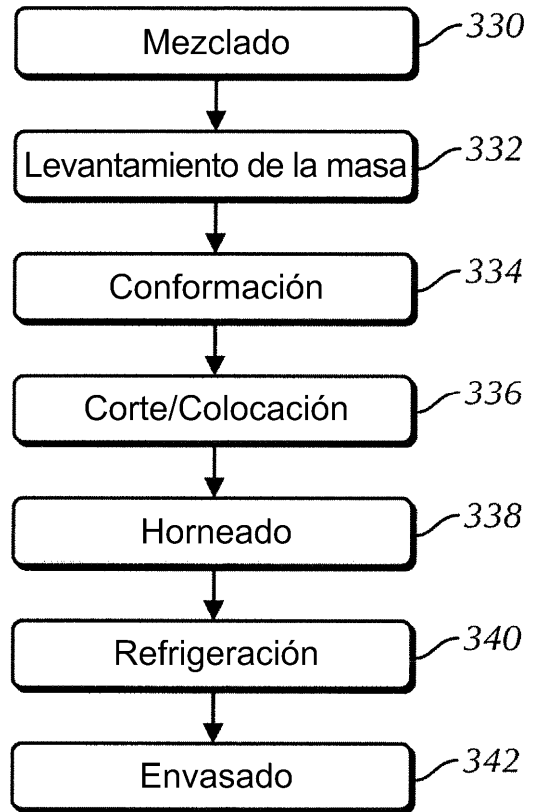 Mezclado 330
Levantamiento de la masa 332
Conformación 334
Corte/Colocación 336
Horneado 338
Refrigeración 340
Envasado 342